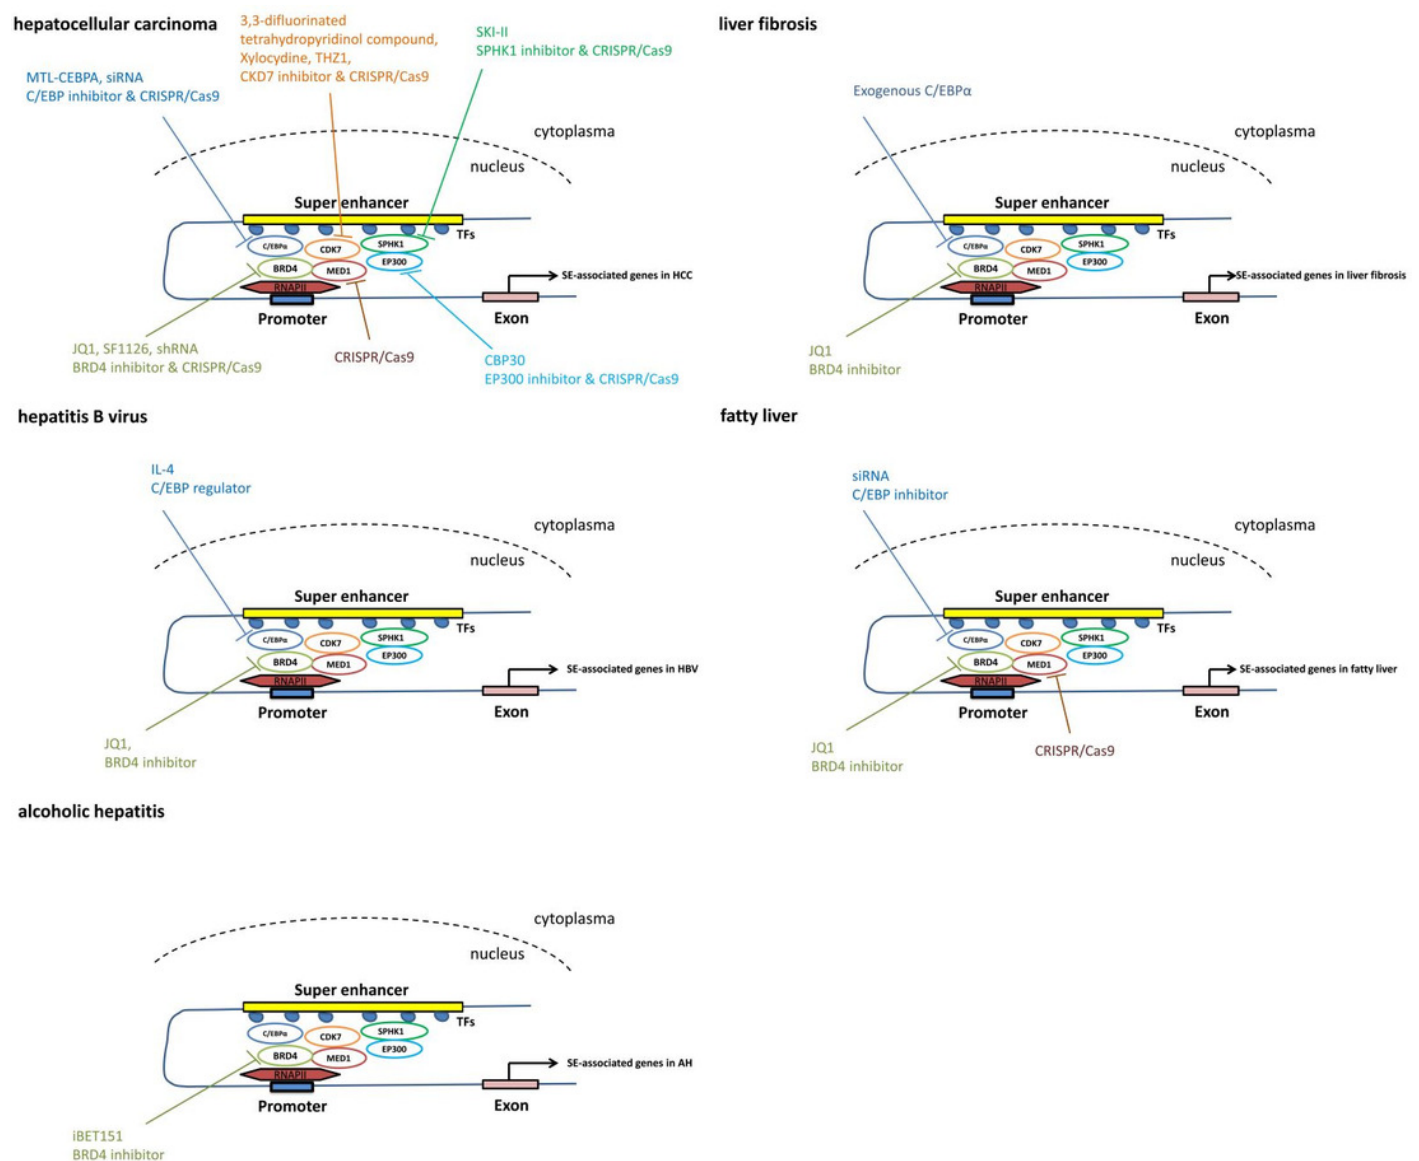 hepatocellular carcinoma
3,3-difluorinated
tetrahydropyridinol compound,
Xylocydine, THZ1,
CKD7 inhibitor & CRISPR/Cas9
SKI-II
SPHK1 inhibitor & CRISPR/Cas9
MTL-CEBPA, siRNA
C/EBP inhibitor & CRISPR/Cas9
cytoplasma
nucleus
Super enhancer
TFs
C/EBPα
CDK7
SPHK1
EP300
BRD4
MED1
RNAPII
SE-associated genes in HCC
Promoter
Exon
JQ1, SF1126, shRNA
BRD4 inhibitor & CRISPR/Cas9
CRISPR/Cas9
CBP30
EP300 inhibitor & CRISPR/Cas9
liver fibrosis
Exogenous C/EBPα
cytoplasma
nucleus
Super enhancer
TFs
C/EBPα
CDK7
SPHK1
EP300
BRD4
MED1
RNAPII
SE-associated genes in liver fibrosis
Promoter
Exon
JQ1
BRD4 inhibitor
hepatitis B virus
IL-4
C/EBP regulator
cytoplasma
nucleus
Super enhancer
TFs
C/EBPα
CDK7
SPHK1
EP300
BRD4
MED1
RNAPII
SE-associated genes in HBV
Promoter
Exon
JQ1,
BRD4 inhibitor
fatty liver
siRNA
C/EBP inhibitor
cytoplasma
nucleus
Super enhancer
TFs
C/EBPα
CDK7
SPHK1
EP300
BRD4
MED1
RNAPII
SE-associated genes in fatty liver
Promoter
Exon
JQ1
BRD4 inhibitor
CRISPR/Cas9
alcoholic hepatitis
cytoplasma
nucleus
Super enhancer
TFs
C/EBPα
CDK7
SPHK1
EP300
BRD4
MED1
RNAPII
SE-associated genes in AH
Promoter
Exon
iBET151
BRD4 inhibitor